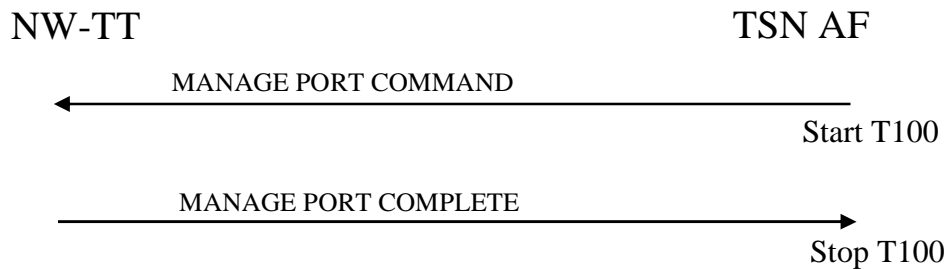 NW-TT TSN AF
MANAGE PORT COMMAND
Start T100
MANAGE PORT COMPLETE
Stop T100